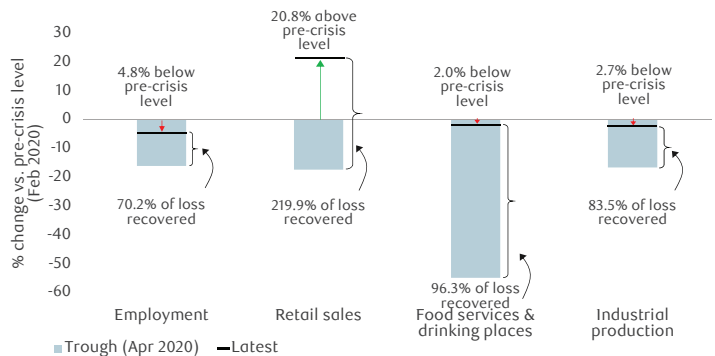 20.8% above
pre-crisis
level
4.8% below
pre-crisis
level
2.0% below
pre-crisis
level
2.7% below
pre-crisis
level
% change vs. pre-crisis level
(Feb 2020)
30
20
10
0
-10
-20
-30
-40
-50
-60
70.2% of loss
recovered
219.9% of loss
recovered
96.3% of loss
recovered
83.5% of loss
recovered
Employment
Retail sales
Food services &
drinking places
Industrial
production
Trough (Apr 2020)
Latest